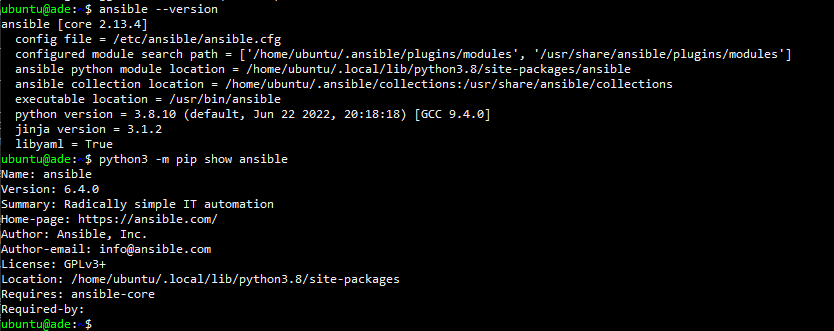 ubuntu@ade:~$ ansible --version
ansible [core 2.13.4]
  config file = /etc/ansible/ansible.cfg
  configured module search path = ['/home/ubuntu/.ansible/plugins/modules', '/usr/share/ansible/plugins/modules']
  ansible python module location = /home/ubuntu/.local/lib/python3.8/site-packages/ansible
  ansible collection location = /home/ubuntu/.ansible/collections:/usr/share/ansible/collections
  executable location = /usr/bin/ansible
  python version = 3.8.10 (default, Jun 22 2022, 20:18:18) [GCC 9.4.0]
  jinja version = 3.1.2
  libyaml = True
ubuntu@ade:~$ python3 -m pip show ansible
Name: ansible
Version: 6.4.0
Summary: Radically simple IT automation
Home-page: https://ansible.com/
Author: Ansible, Inc.
Author-email: info@ansible.com
License: GPLv3+
Location: /home/ubuntu/.local/lib/python3.8/site-packages
Requires: ansible-core
Required-by:
ubuntu@ade:~$